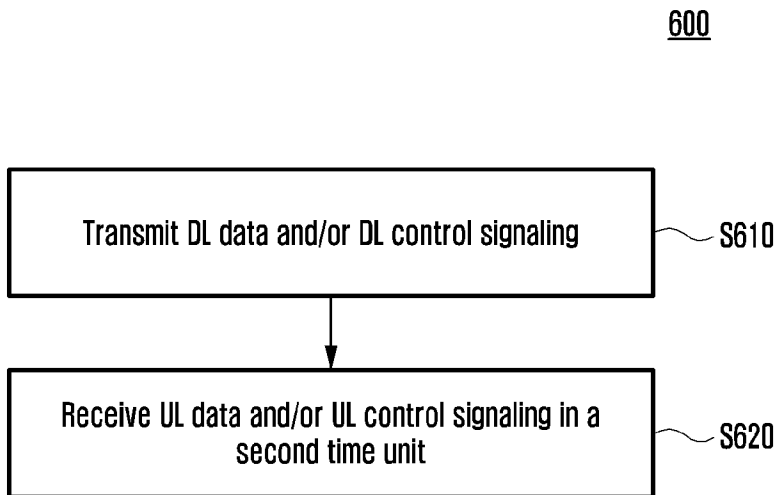 600
Transmit DL data and/or DL control signaling
S610
Receive UL data and/or UL control signaling in a
second time unit
S620